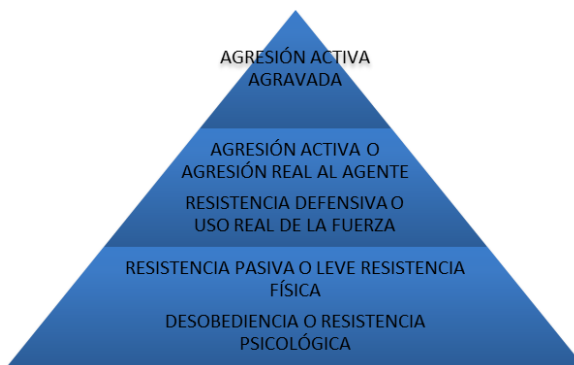 AGRESIÓN ACTIVA
AGRAVADA
AGRESIÓN ACTIVA O
AGRESIÓN REAL AL AGENTE
RESISTENCIA DEFENSIVA O
USO REAL DE LA FUERZA
RESISTENCIA PASIVA O LEVE RESISTENCIA
FÍSICA
DESOBEDIENCIA O RESISTENCIA
PSICOLÓGICA